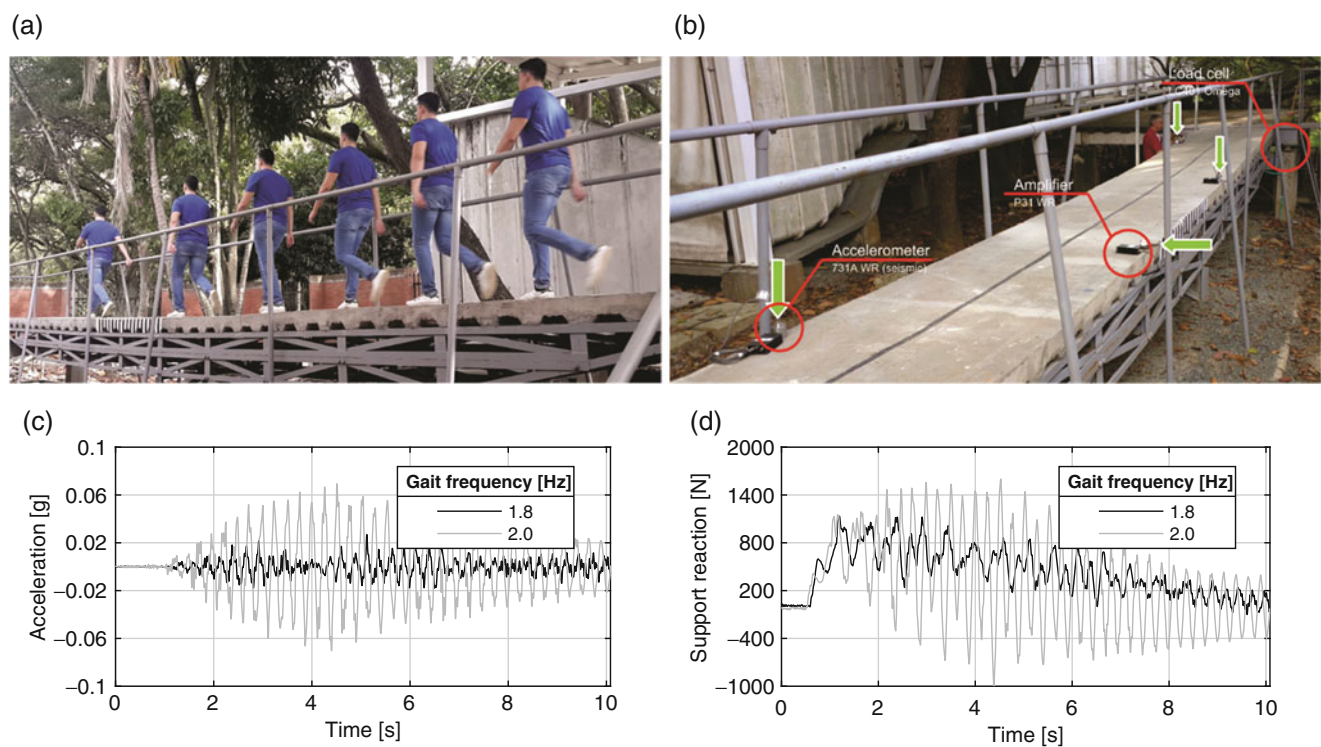 (a)
(b)
Load cell
Omega
Amplifier
P31 WR
Accelerometer
731A WR (seismic)
(c)
0.1
0.06
0.02
−0.02
−0.06
−0.1
Acceleration [g]
Gait frequency [Hz]
1.8
2.0
0 2 4 6 8 10
Time [s]
(d)
2000
1400
800
200
−400
−1000
Support reaction [N]
Gait frequency [Hz]
1.8
2.0
0 2 4 6 8 10
Time [s]